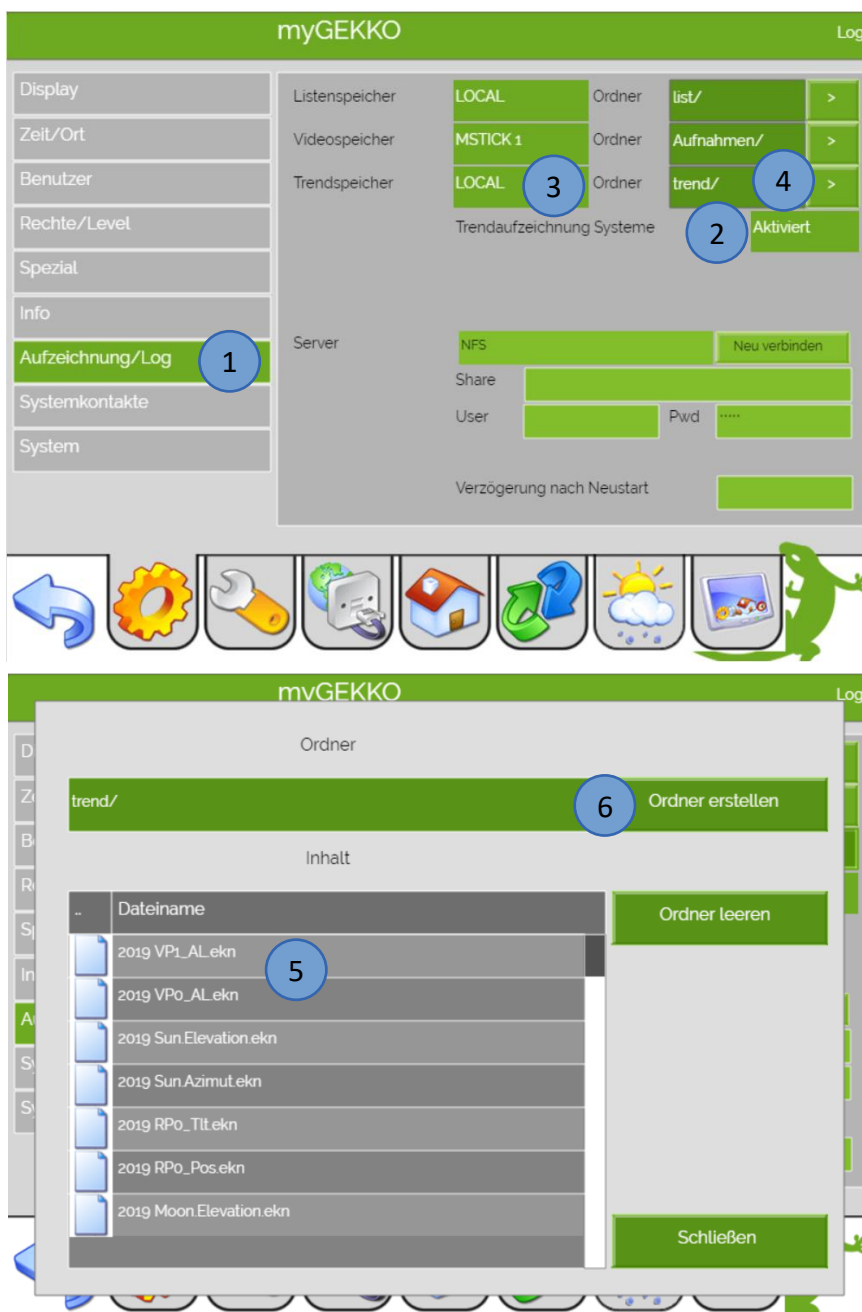 myGEKKO Log
Display
Zeit/Ort
Benutzer
Rechte/Level
Spezial
Info
Aufzeichnung/Log 1
Systemkontakte
System
Listenspeicher LOCAL Ordner list/ >
Videospeicher MSTICK 1 Ordner Aufnahmen/ >
Trendspeicher LOCAL 3 Ordner trend/ 4 >
Trendaufzeichnung Systeme 2 Aktiviert
Server NFS Neu verbinden
Share
User Pwd .....
Verzögerung nach Neustart
myGEKKO Log
Ordner
trend/ 6 Ordner erstellen
Inhalt
.. Dateiname Ordner leeren
2019 VP1_AL.ekn 5
2019 VP0_AL.ekn
2019 Sun.Elevation.ekn
2019 Sun.Azimut.ekn
2019 RP0_Tlt.ekn
2019 RP0_Pos.ekn
2019 Moon.Elevation.ekn
Schließen